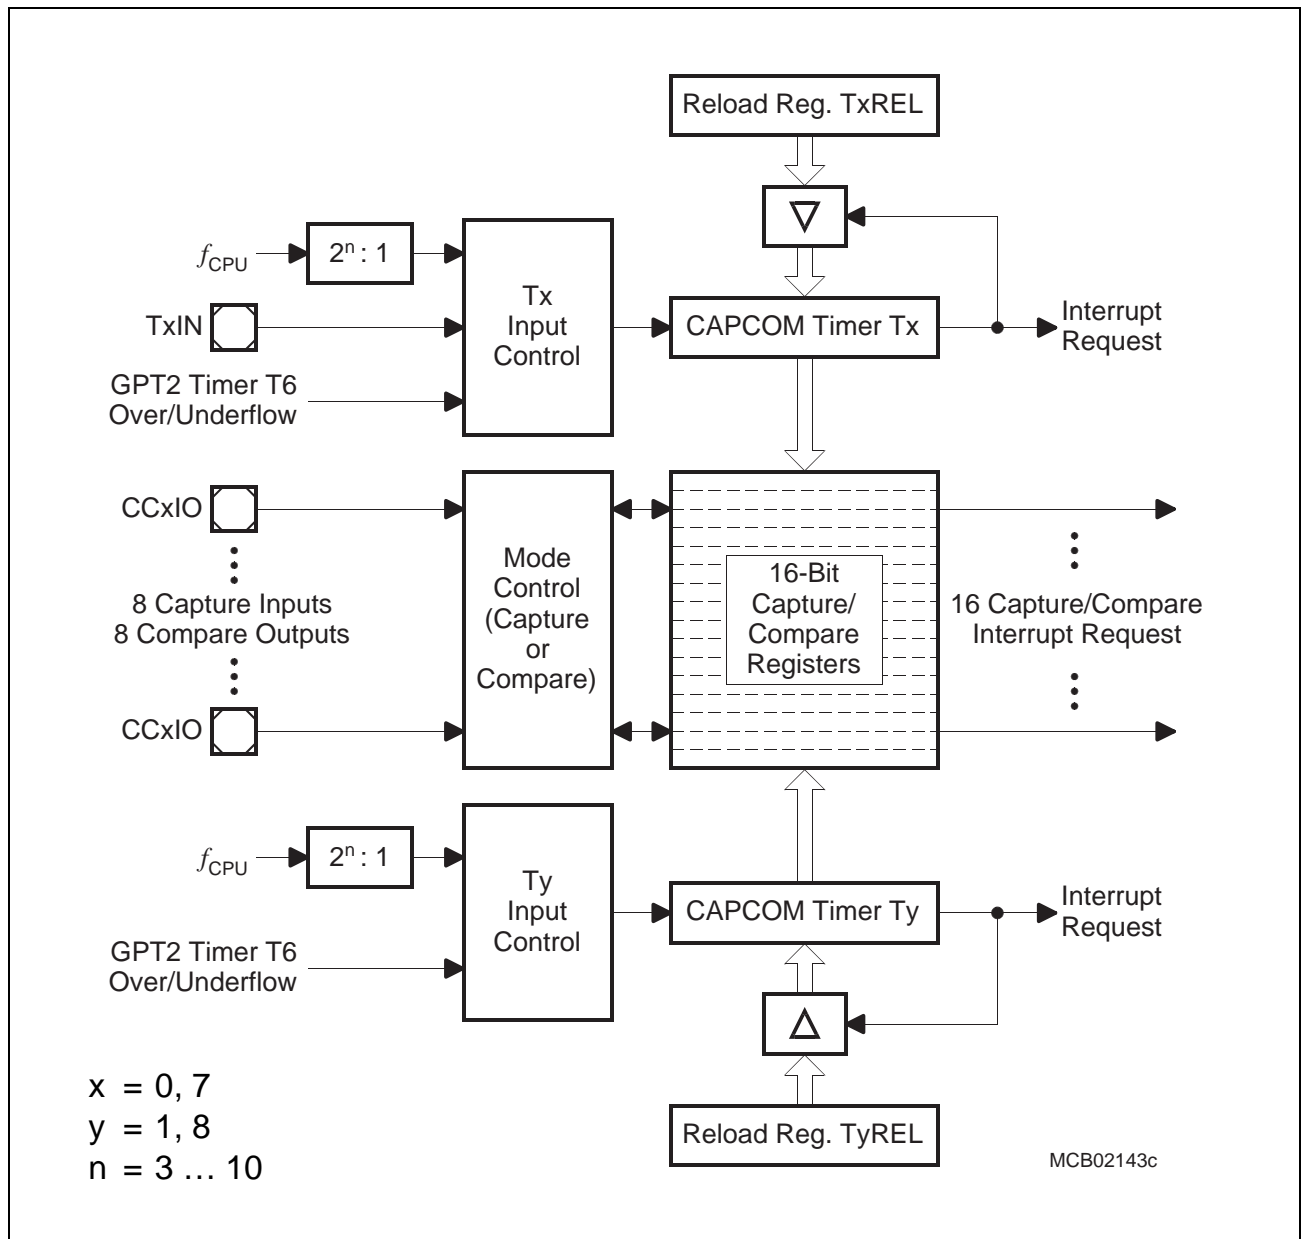 Reload Reg. TxREL
fCPU
2ⁿ : 1
TxIN
GPT2 Timer T6
Over/Underflow
Tx
Input
Control
CAPCOM Timer Tx
Interrupt
Request
CCxIO
8 Capture Inputs
8 Compare Outputs
CCxIO
Mode
Control
(Capture
or
Compare)
16-Bit
Capture/
Compare
Registers
16 Capture/Compare
Interrupt Request
fCPU
2ⁿ : 1
GPT2 Timer T6
Over/Underflow
Ty
Input
Control
CAPCOM Timer Ty
Interrupt
Request
Reload Reg. TyREL
x = 0, 7
y = 1, 8
n = 3 … 10
MCB02143c